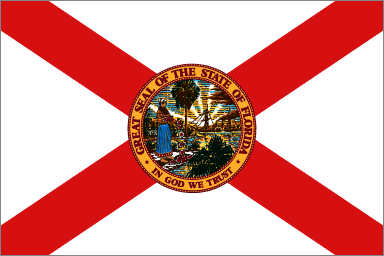 GREAT SEAL OF THE STATE OF FLORIDA
IN GOD WE TRUST